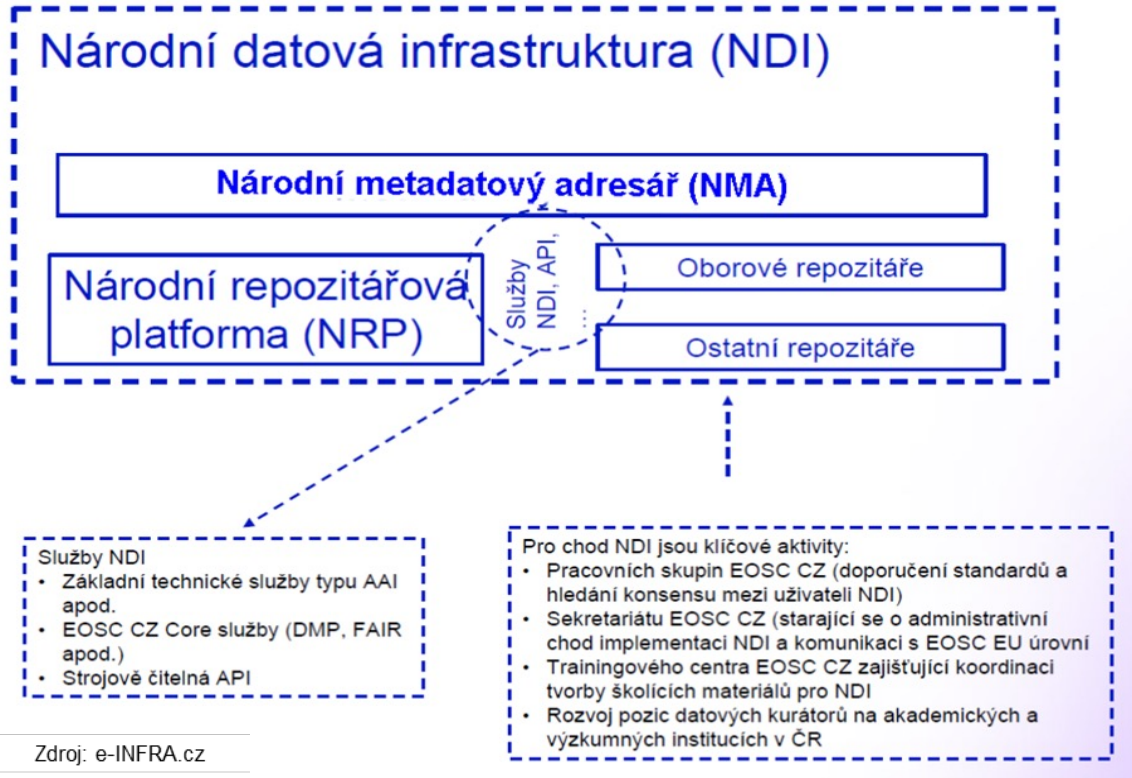 Národní datová infrastruktura (NDI)
Národní metadatový adresář (NMA)
Národní repozitářová
platforma (NRP)
Služby
NDI, API,
...
Oborové repozitáře
Ostatní repozitáře
Služby NDI
• Základní technické služby typu AAI
apod.
• EOSC CZ Core služby (DMP, FAIR
apod.)
• Strojově čitelná API
Pro chod NDI jsou klíčové aktivity:
• Pracovních skupin EOSC CZ (doporučení standardů a
hledání konsensu mezi uživateli NDI)
• Sekretariátu EOSC CZ (starající se o administrativní
chod implementaci NDI a komunikaci s EOSC EU úrovní
• Trainingového centra EOSC CZ zajišťující koordinaci
tvorby školících materiálů pro NDI
• Rozvoj pozic datových kurátorů na akademických a
výzkumných institucích v ČR
Zdroj: e-INFRA.cz